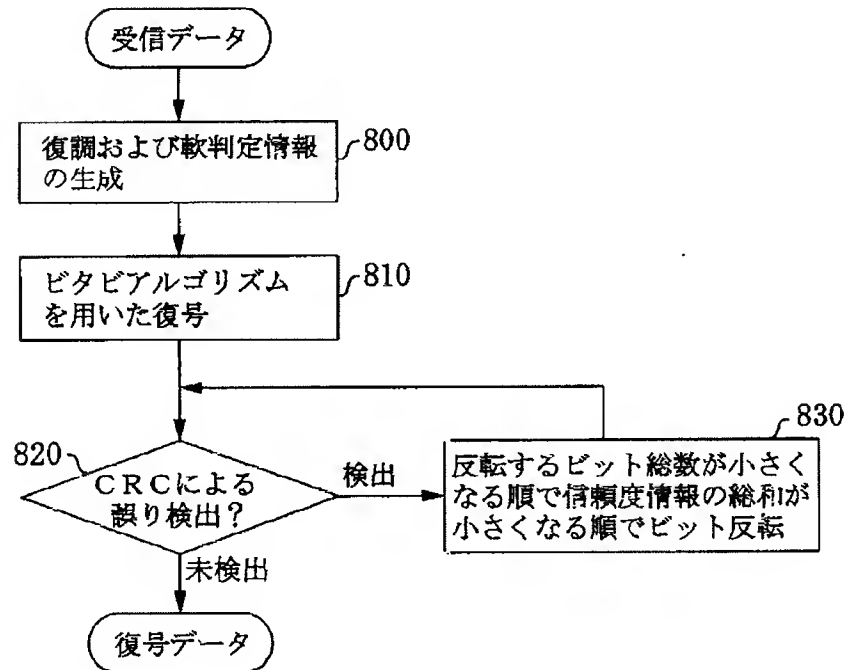 受信データ
復調および軟判定情報
の生成
800
ビタビアルゴリズム
を用いた復号
810
820
CRCによる
誤り検出?
検出
830
反転するビット総数が小さく
なる順で信頼度情報の総和が
小さくなる順でビット反転
未検出
復号データ